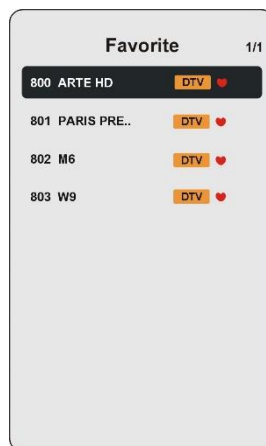 Favorite 1/1
800 ARTE HD DTV
801 PARIS PRE.. DTV
802 M6 DTV
803 W9 DTV